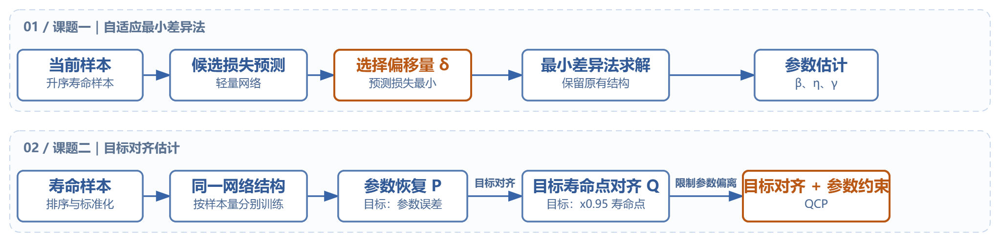 01 / 课题一｜自适应最小差异法
当前样本
升序寿命样本
候选损失预测
轻量网络
选择偏移量 δ
预测损失最小
最小差异法求解
保留原有结构
参数估计
β、η、γ
02 / 课题二｜目标对齐估计
寿命样本
排序与标准化
同一网络结构
按样本量分别训练
参数恢复 P
目标：参数误差
目标对齐
目标寿命点对齐 Q
目标：x0.95 寿命点
限制参数偏离
目标对齐 + 参数约束
QCP